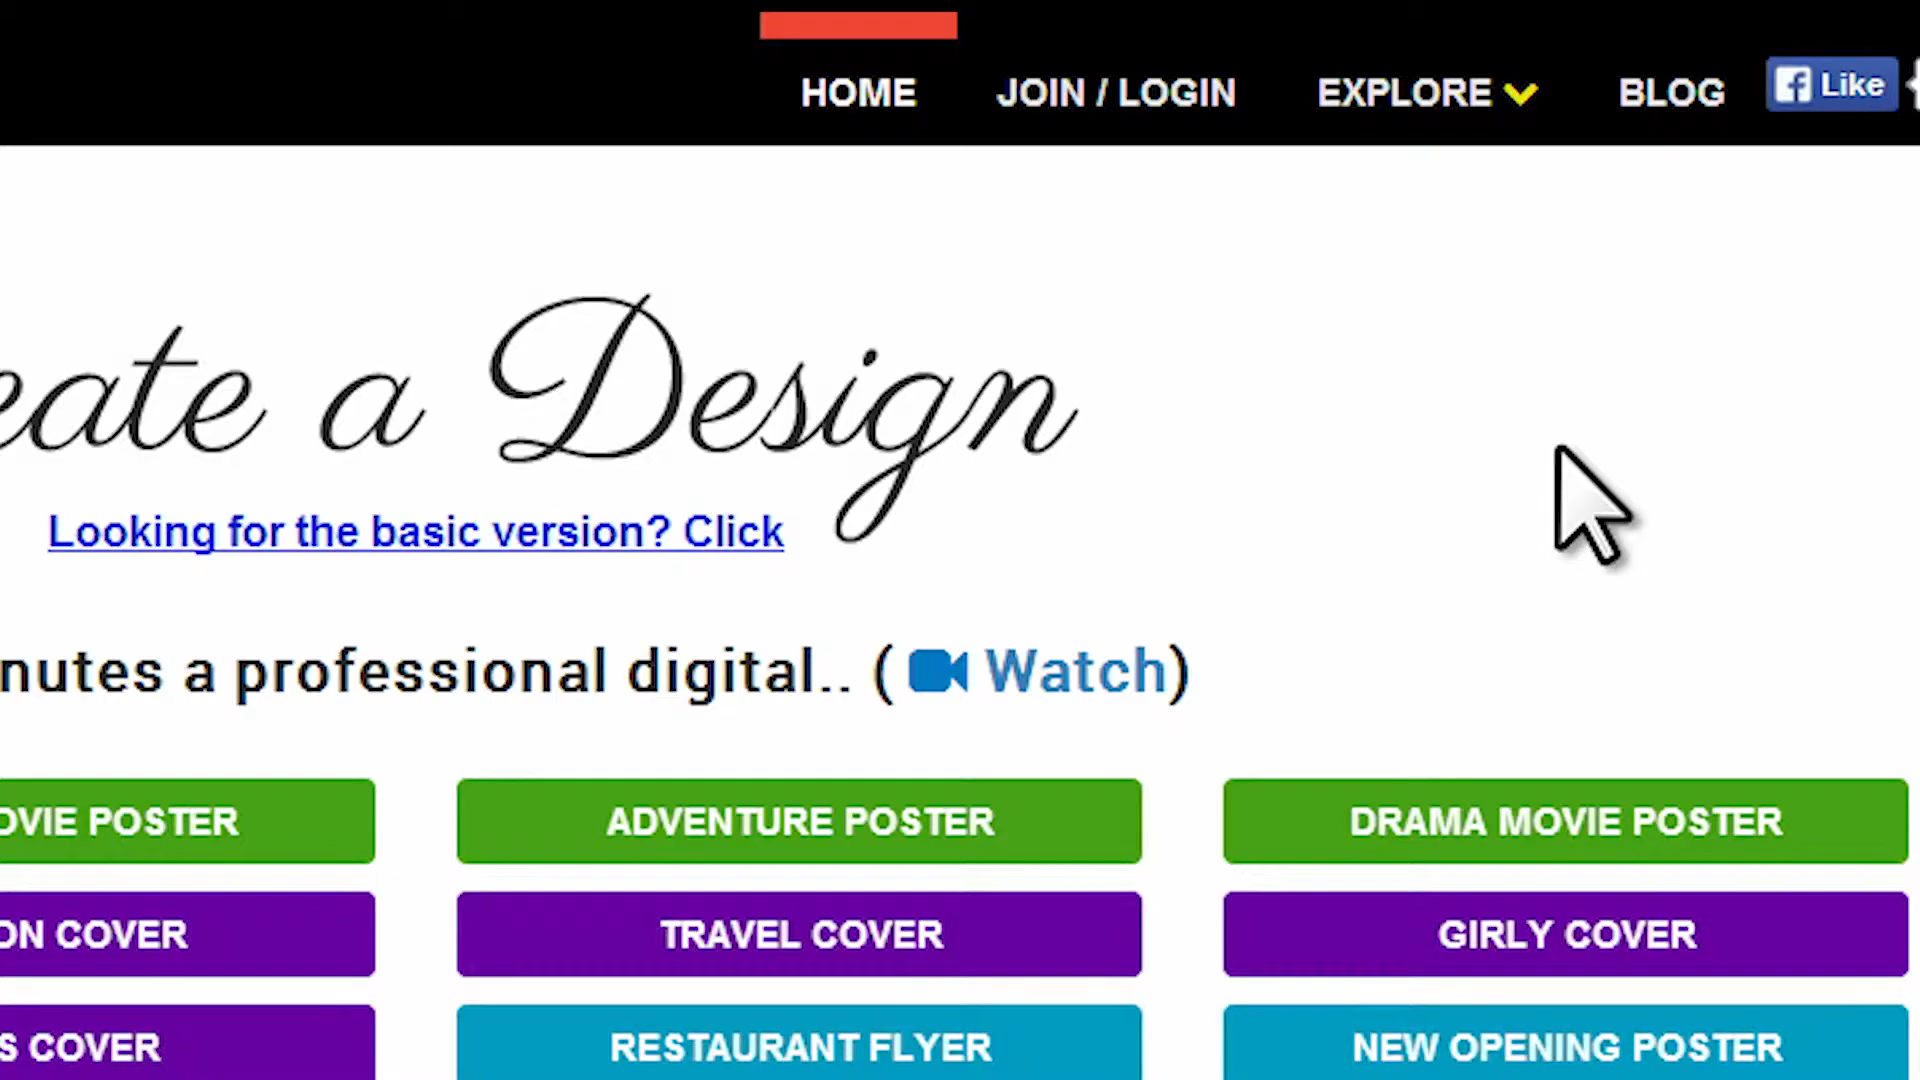 HOME JOIN / LOGIN EXPLORE BLOG Like
eate a Design
Looking for the basic version? Click
nutes a professional digital.. ( Watch)
OVIE POSTER ADVENTURE POSTER DRAMA MOVIE POSTER
ON COVER TRAVEL COVER GIRLY COVER
S COVER RESTAURANT FLYER NEW OPENING POSTER